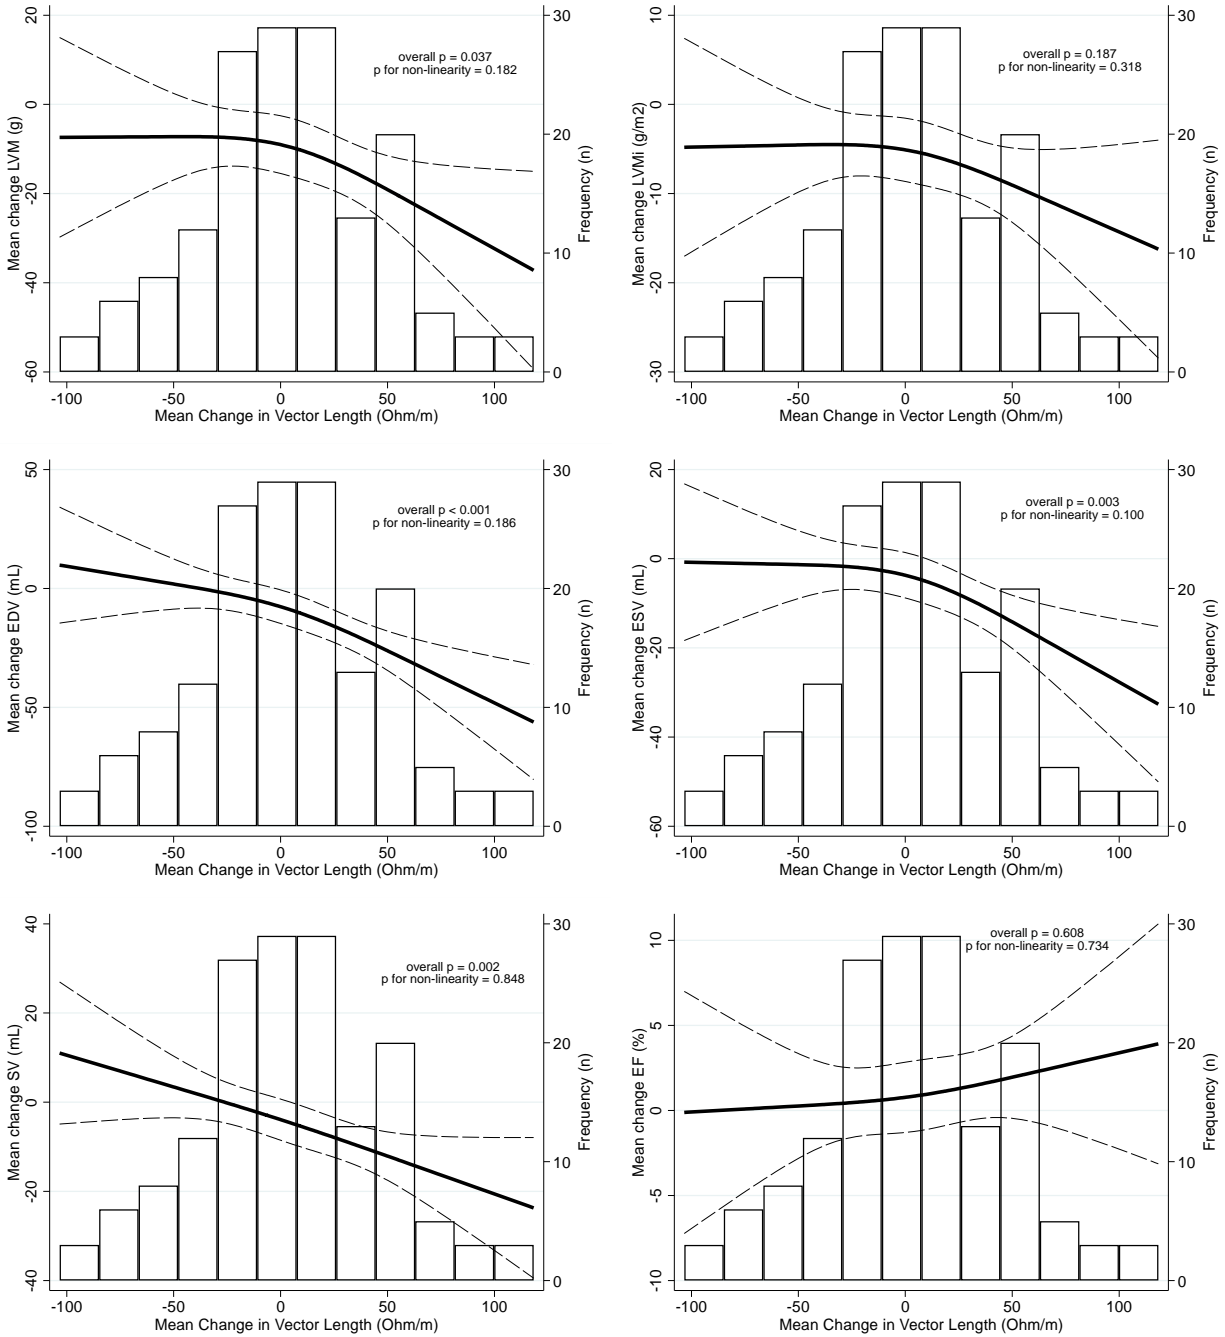 20
0
-20
-40
-60
Mean change LVM (g)
overall p = 0.037
p for non-linearity = 0.182
30
20
10
0
Frequency (n)
-100 -50 0 50 100
Mean Change in Vector Length (Ohm/m)
10
0
-10
-20
-30
Mean change LVMi (g/m2)
overall p = 0.187
p for non-linearity = 0.318
30
20
10
0
Frequency (n)
-100 -50 0 50 100
Mean Change in Vector Length (Ohm/m)
50
0
-50
-100
Mean change EDV (mL)
overall p < 0.001
p for non-linearity = 0.186
30
20
10
0
Frequency (n)
-100 -50 0 50 100
Mean Change in Vector Length (Ohm/m)
20
0
-20
-40
-60
Mean change ESV (mL)
overall p = 0.003
p for non-linearity = 0.100
30
20
10
0
Frequency (n)
-100 -50 0 50 100
Mean Change in Vector Length (Ohm/m)
40
20
0
-20
-40
Mean change SV (mL)
overall p = 0.002
p for non-linearity = 0.848
30
20
10
0
Frequency (n)
-100 -50 0 50 100
Mean Change in Vector Length (Ohm/m)
10
5
0
-5
-10
Mean change EF (%)
overall p = 0.608
p for non-linearity = 0.734
30
20
10
0
Frequency (n)
-100 -50 0 50 100
Mean Change in Vector Length (Ohm/m)